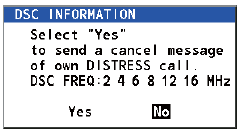 DSC INFORMATION
Select "Yes"
to send a cancel message
of own DISTRESS call.
DSC FREQ:2 4 6 8 12 16 MHz
Yes No